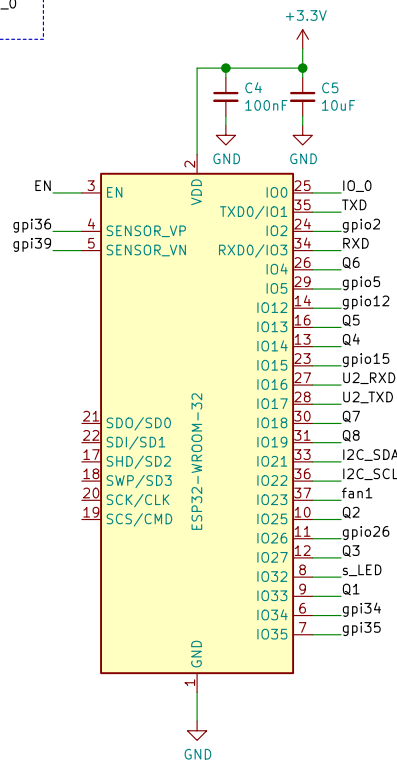 _0
+3.3V
C4
100nF
C5
10uF
GND
GND
2
VDD
EN 3 EN
gpi36 4 SENSOR_VP
gpi39 5 SENSOR_VN
21 SDO/SD0
22 SDI/SD1
17 SHD/SD2
18 SWP/SD3
20 SCK/CLK
19 SCS/CMD
ESP32-WROOM-32
IO0 25 IO_0
TXD0/IO1 35 TXD
IO2 24 gpio2
RXD0/IO3 34 RXD
IO4 26 Q6
IO5 29 gpio5
IO12 14 gpio12
IO13 16 Q5
IO14 13 Q4
IO15 23 gpio15
IO16 27 U2_RXD
IO17 28 U2_TXD
IO18 30 Q7
IO19 31 Q8
IO21 33 I2C_SDA
IO22 36 I2C_SCL
IO23 37 fan1
IO25 10 Q2
IO26 11 gpio26
IO27 12 Q3
IO32 8 s_LED
IO33 9 Q1
IO34 6 gpi34
IO35 7 gpi35
GND
1
GND